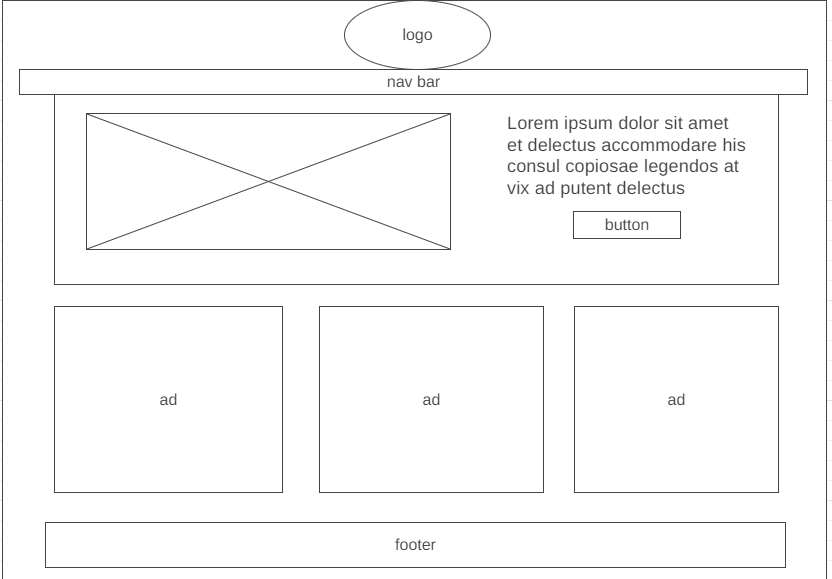 logo
nav bar
Lorem ipsum dolor sit amet
et delectus accommodare his
consul copiosae legendos at
vix ad putent delectus
button
ad
ad
ad
footer